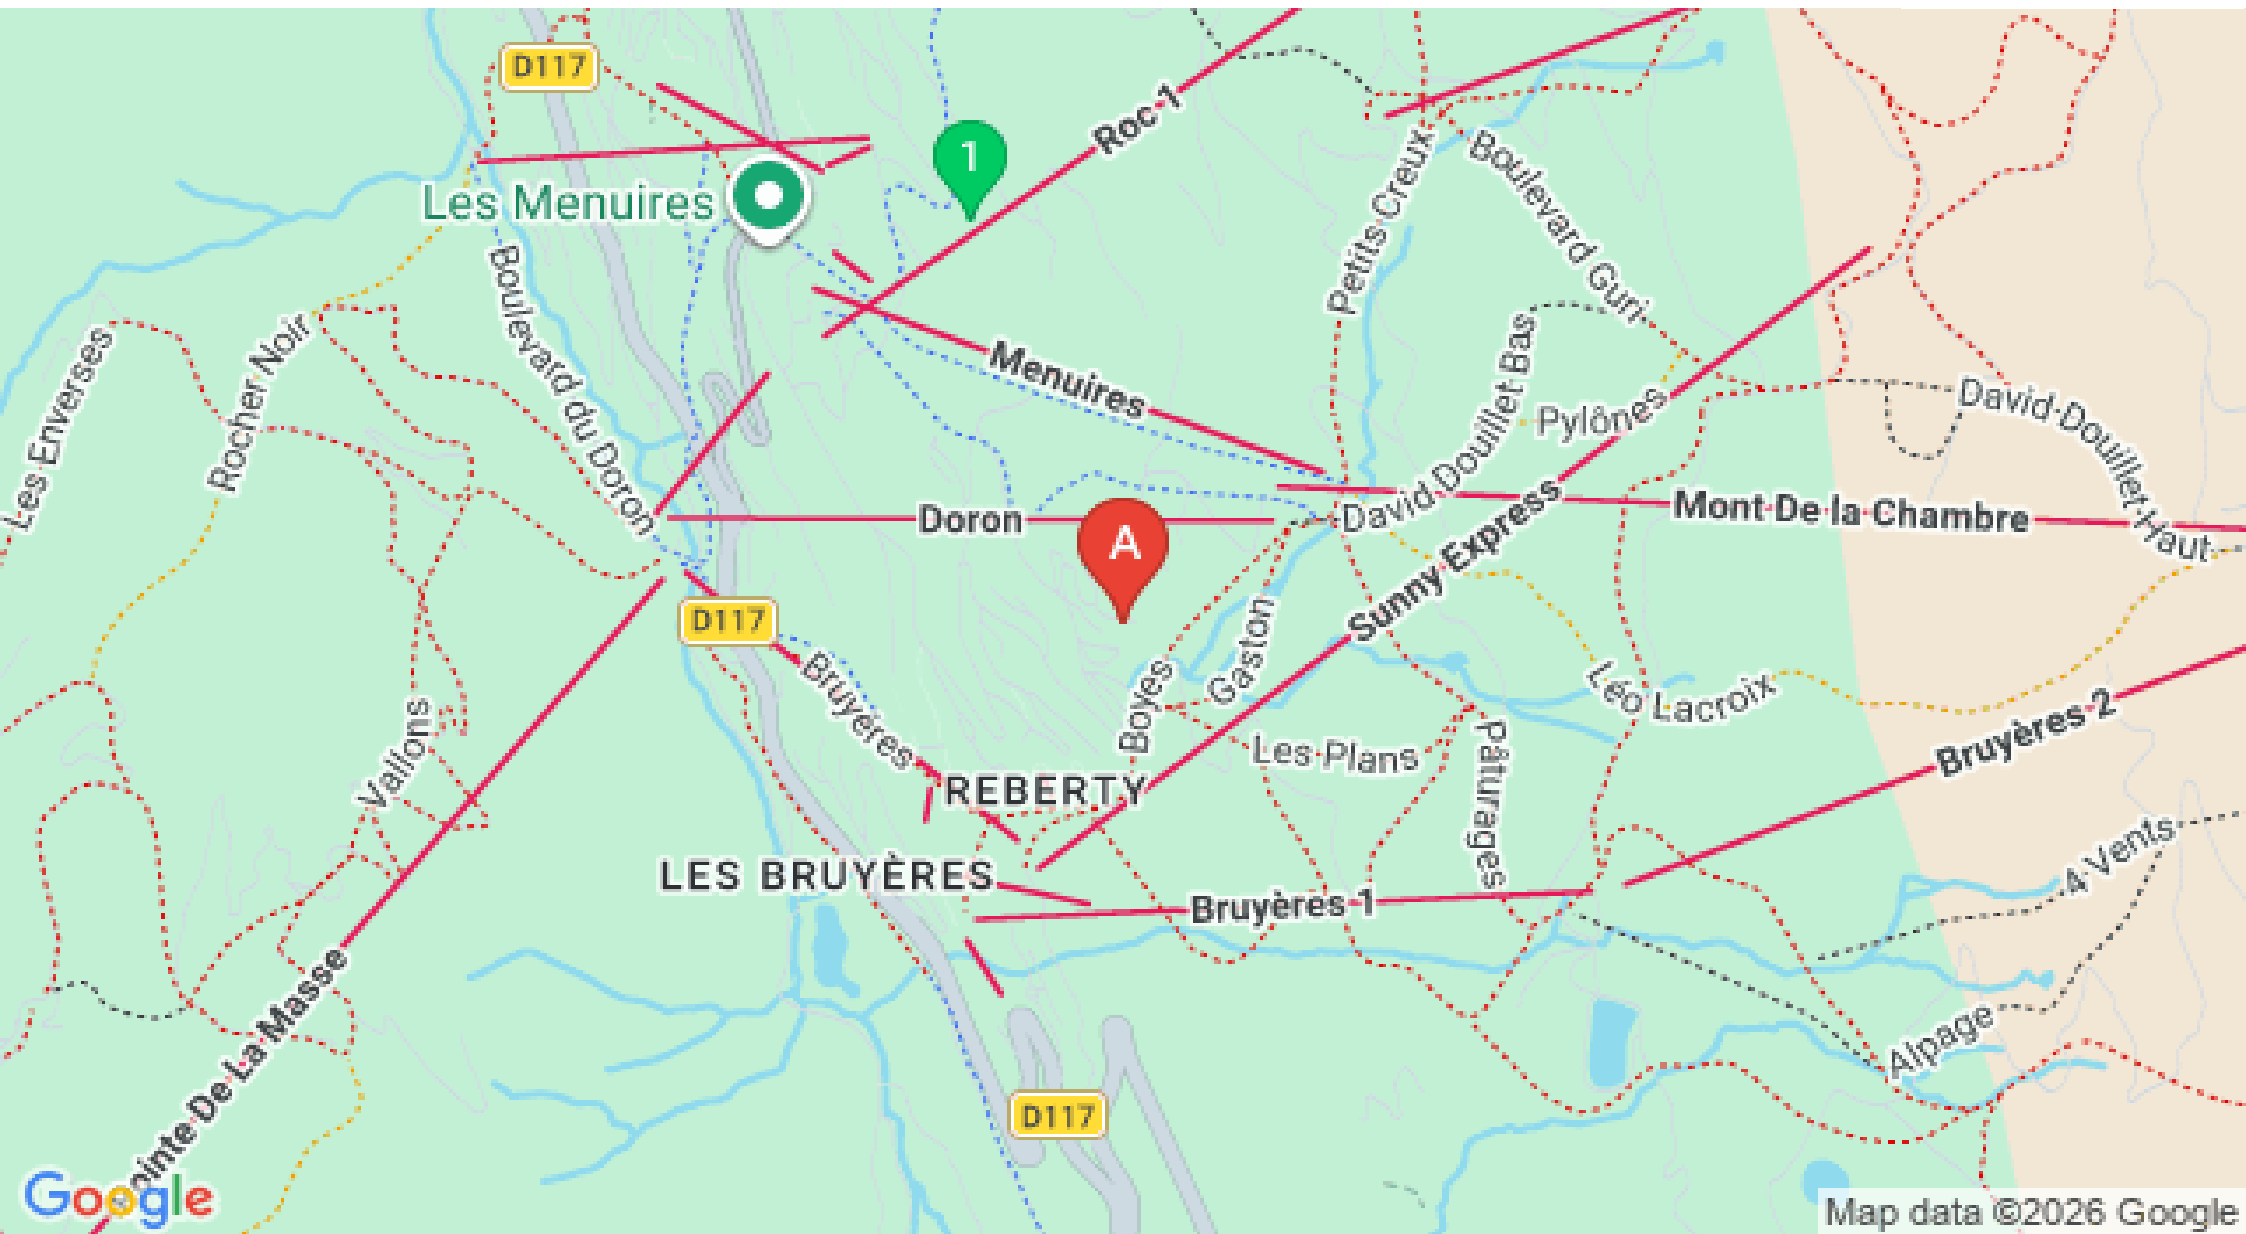 D117
Roc 1
1
Petits Creux
Boulevard Guri
Les Menuires
Boulevard du Doron
Rocher Noir
Les Enverses
Menuires
David Douillet Bas
Pylônes
David Douillet Haut
Doron
A
Mont De la Chambre
Sunny Express
D117
Gaston
Boyes
Bruyères
Léo Lacroix
Les Plans
Pâturages
Bruyères 2
Vallons
REBERTY
LES BRUYÈRES
Bruyères 1
4 Vents
Alpage
ointe De La Masse
D117
Google
Map data ©2026 Google